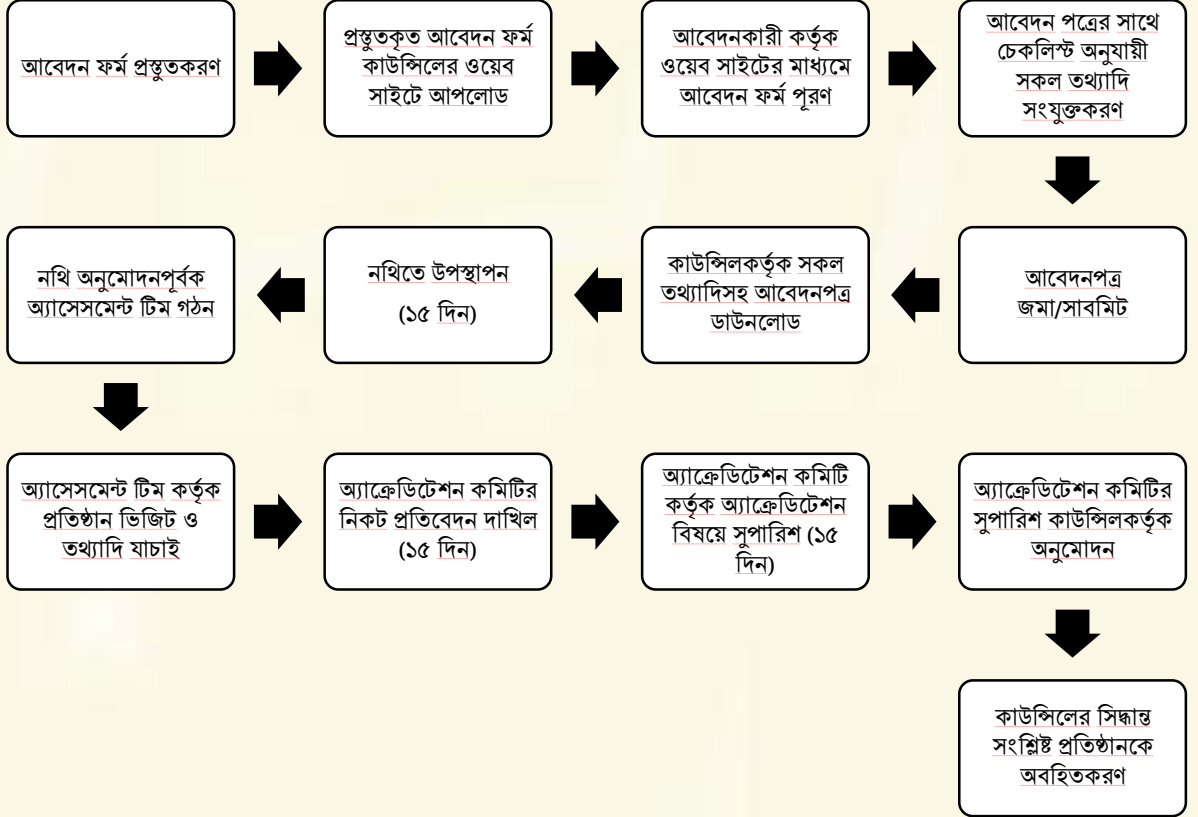 আবেদন ফর্ম প্রস্তুতকরণ
প্রস্তুতকৃত আবেদন ফর্ম
কাউন্সিলের ওয়েব
সাইটে আপলোড
আবেদনকারী কর্তৃক
ওয়েব সাইটের মাধ্যমে
আবেদন ফর্ম পূরণ
আবেদন পত্রের সাথে
চেকলিস্ট অনুযায়ী
সকল তথ্যাদি
সংযুক্তকরণ
আবেদনপত্র
জমা/সাবমিট
কাউন্সিলকর্তৃক সকল
তথ্যাদিসহ আবেদনপত্র
ডাউনলোড
নথিতে উপস্থাপন
(১৫ দিন)
নথি অনুমোদনপূর্বক
অ্যাসেসমেন্ট টিম গঠন
অ্যাসেসমেন্ট টিম কর্তৃক
প্রতিষ্ঠান ভিজিট ও
তথ্যাদি যাচাই
অ্যাক্রেডিটেশন কমিটির
নিকট প্রতিবেদন দাখিল
(১৫ দিন)
অ্যাক্রেডিটেশন কমিটি
কর্তৃক অ্যাক্রেডিটেশন
বিষয়ে সুপারিশ (১৫
দিন)
অ্যাক্রেডিটেশন কমিটির
সুপারিশ কাউন্সিলকর্তৃক
অনুমোদন
কাউন্সিলের সিদ্ধান্ত
সংশ্লিষ্ট প্রতিষ্ঠানকে
অবহিতকরণ